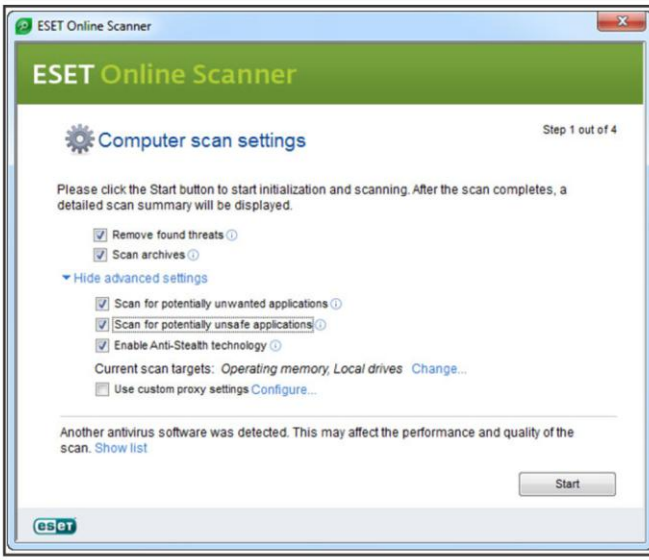 ESET Online Scanner
ESET Online Scanner
Computer scan settings
Step 1 out of 4
Please click the Start button to start initialization and scanning. After the scan completes, a
detailed scan summary will be displayed.
Remove found threats
Scan archives
Hide advanced settings
Scan for potentially unwanted applications
Scan for potentially unsafe applications
Enable Anti-Stealth technology
Current scan targets: Operating memory, Local drives Change...
Use custom proxy settings Configure...
Another antivirus software was detected. This may affect the performance and quality of the
scan. Show list
Start
eset